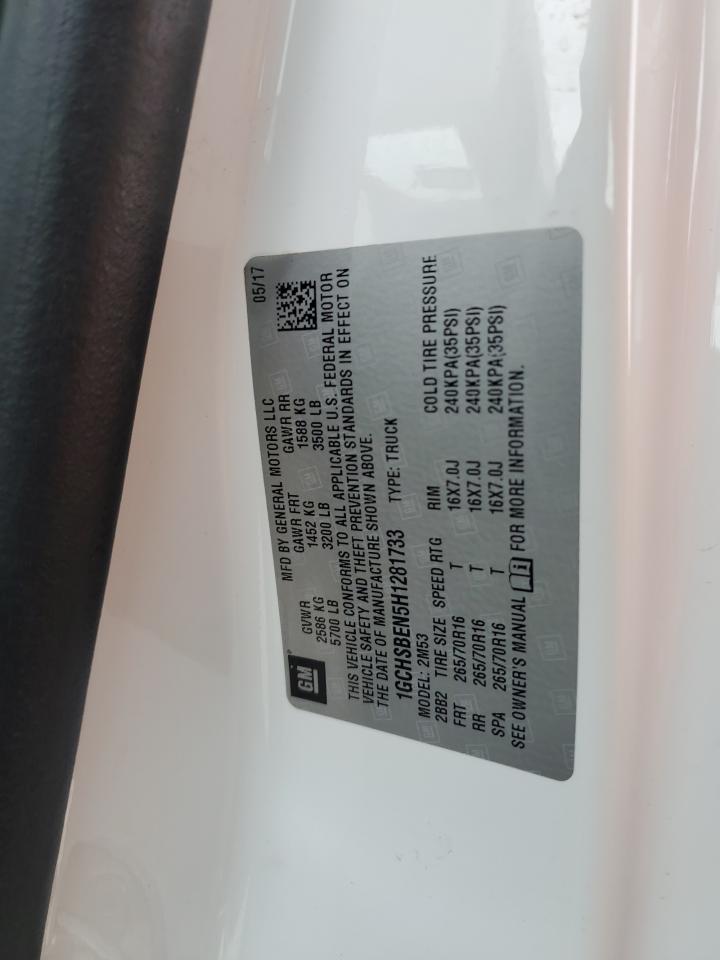 05/17
MFD BY GENERAL MOTORS LLC
GVWR GAWR FRT GAWR RR
2586 KG 1452 KG 1588 KG
5700 LB 3200 LB 3500 LB
GM
THIS VEHICLE CONFORMS TO ALL APPLICABLE U.S. FEDERAL MOTOR
VEHICLE SAFETY AND THEFT PREVENTION STANDARDS IN EFFECT ON
THE DATE OF MANUFACTURE SHOWN ABOVE.
1GCHSBEN5H1281733 TYPE: TRUCK
MODEL: 2M53
2BB2 TIRE SIZE SPEED RTG RIM COLD TIRE PRESSURE
FRT 265/70R16 T 16X7.0J 240KPA(35PSI)
RR 265/70R16 T 16X7.0J 240KPA(35PSI)
SPA 265/70R16 T 16X7.0J 240KPA(35PSI)
SEE OWNER'S MANUAL FOR MORE INFORMATION.